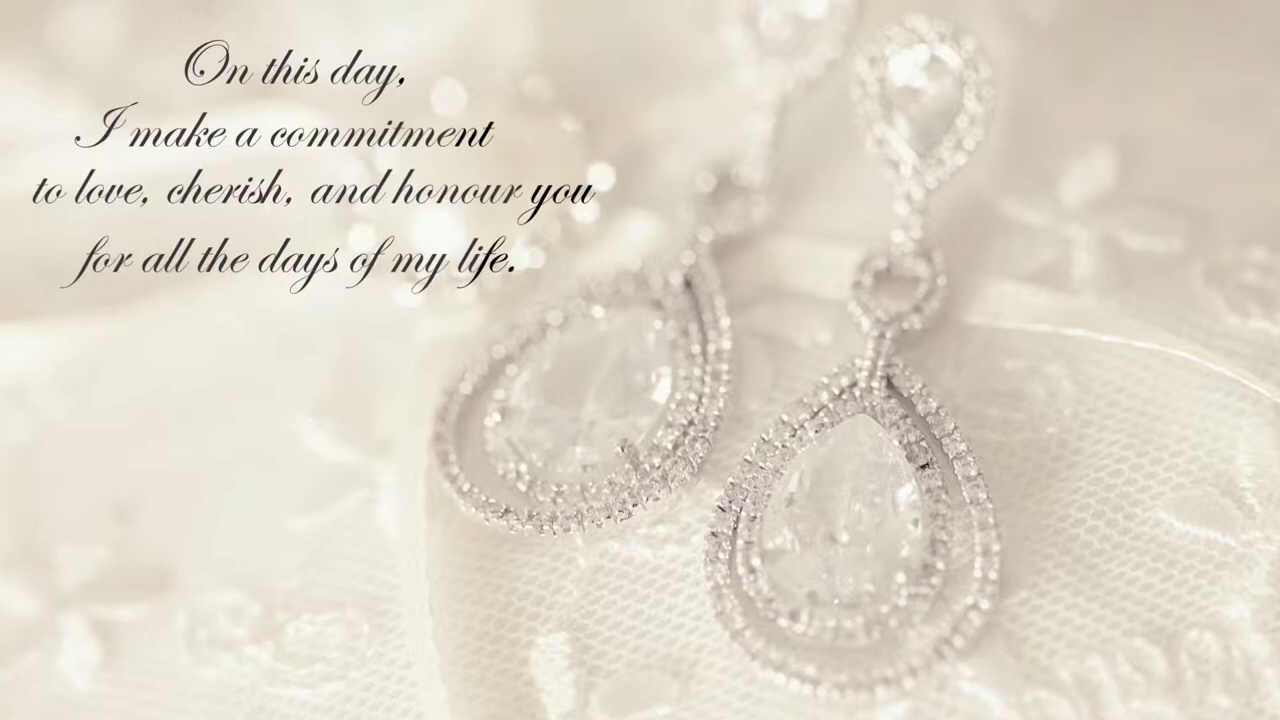 On this day,
I make a commitment
to love, cherish, and honour you
for all the days of my life.